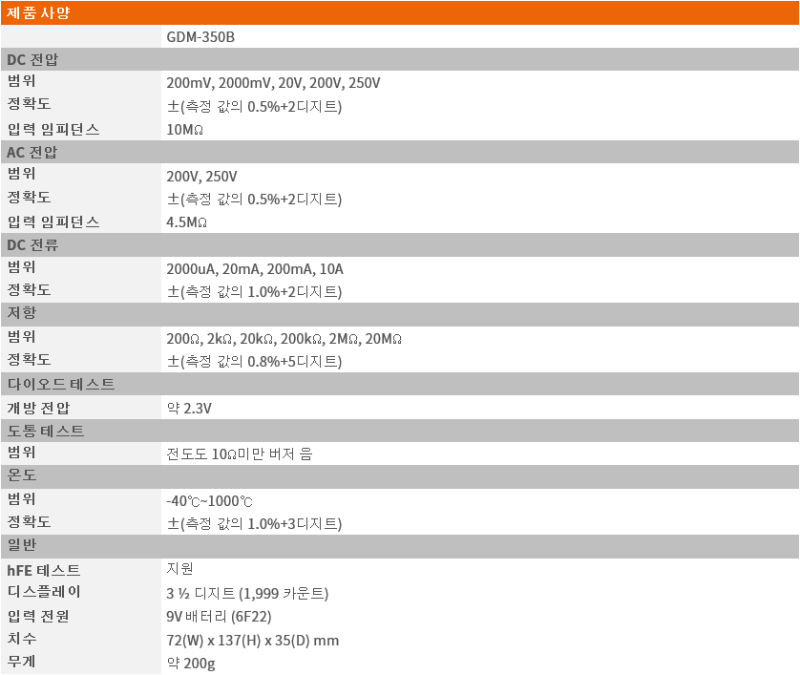 제품 사양
GDM-350B
DC 전압
범위 200mV, 2000mV, 20V, 200V, 250V
정확도 ±(측정 값의 0.5%+2디지트)
입력 임피던스 10MΩ
AC 전압
범위 200V, 250V
정확도 ±(측정 값의 0.5%+2디지트)
입력 임피던스 4.5MΩ
DC 전류
범위 2000uA, 20mA, 200mA, 10A
정확도 ±(측정 값의 1.0%+2디지트)
저항
범위 200Ω, 2kΩ, 20kΩ, 200kΩ, 2MΩ, 20MΩ
정확도 ±(측정 값의 0.8%+5디지트)
다이오드 테스트
개방 전압 약 2.3V
도통 테스트
범위 전도도 10Ω미만 버저 음
온도
범위 -40℃~1000℃
정확도 ±(측정 값의 1.0%+3디지트)
일반
hFE 테스트 지원
디스플레이 3 ½ 디지트 (1,999 카운트)
입력 전원 9V 배터리 (6F22)
치수 72(W) x 137(H) x 35(D) mm
무게 약 200g